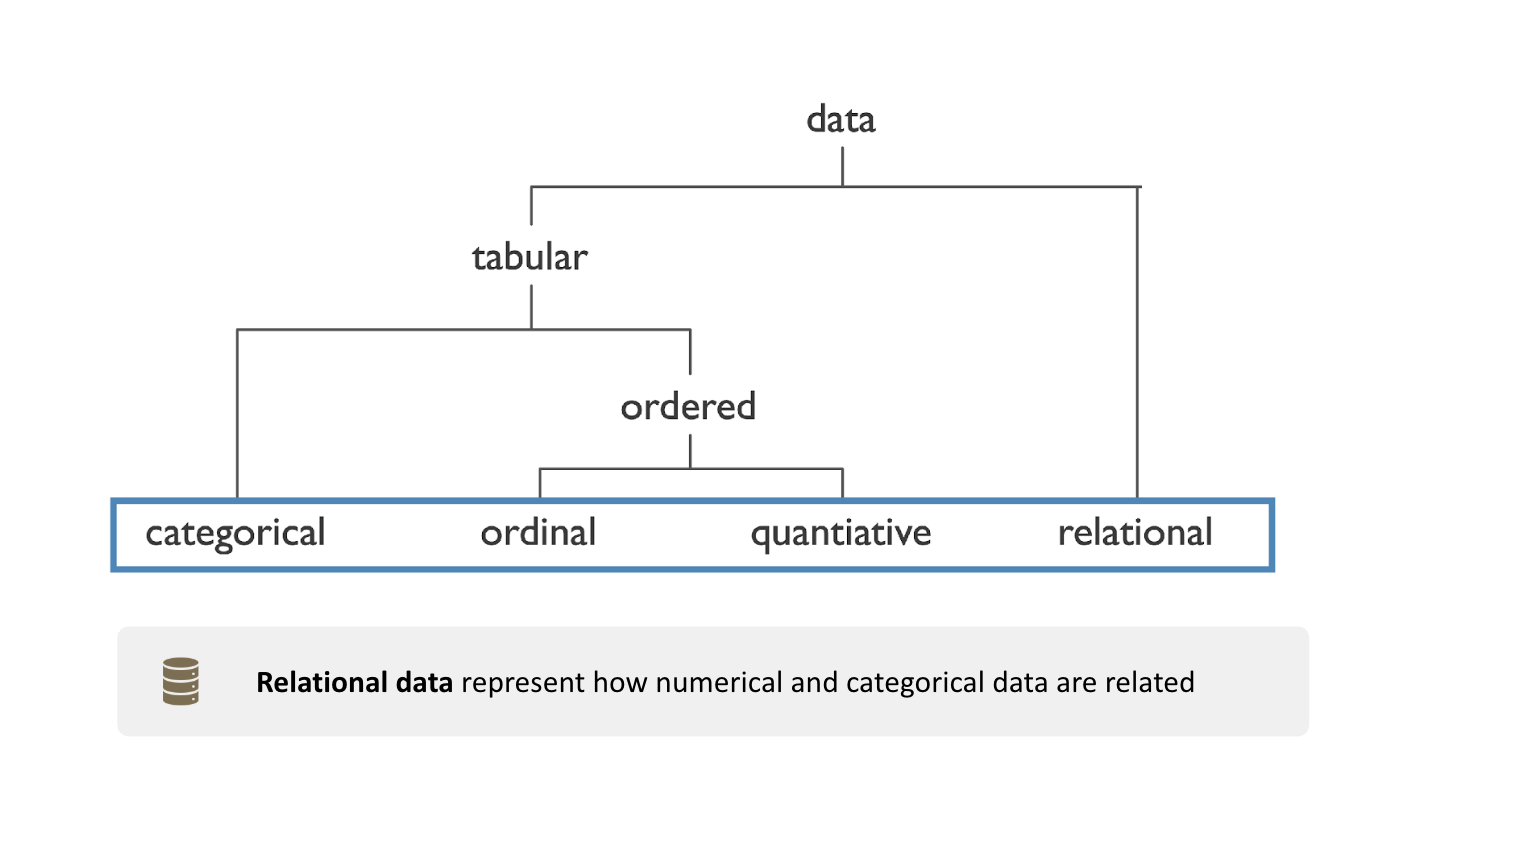 data
tabular
ordered
categorical ordinal quantiative relational
Relational data represent how numerical and categorical data are related